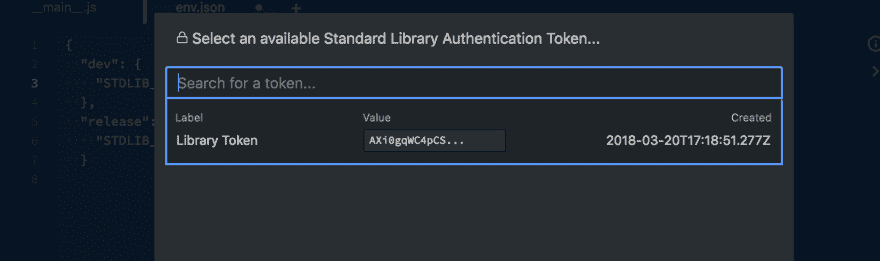 __main__.js env.json +
Select an available Standard Library Authentication Token...
1 {
2 "dev": {
3 "STDLIB_
4 },
5 "release":
6 "STDLIB_
7 }
8
Search for a token...
Label Value Created
Library Token AXi0gqWC4pCS... 2018-03-20T17:18:51.277Z